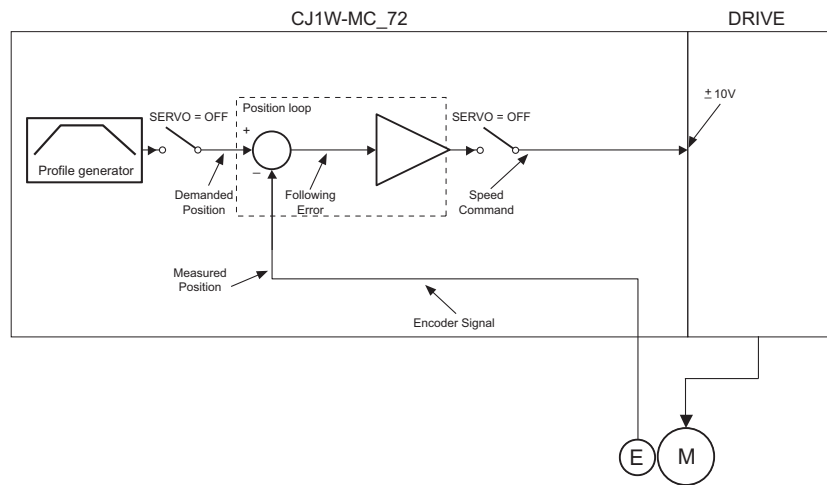 CJ1W-MC_72
DRIVE
Position loop
SERVO = OFF
SERVO = OFF
± 10V
+
−
Profile generator
Demanded
Position
Following
Error
Speed
Command
Measured
Position
Encoder Signal
E
M